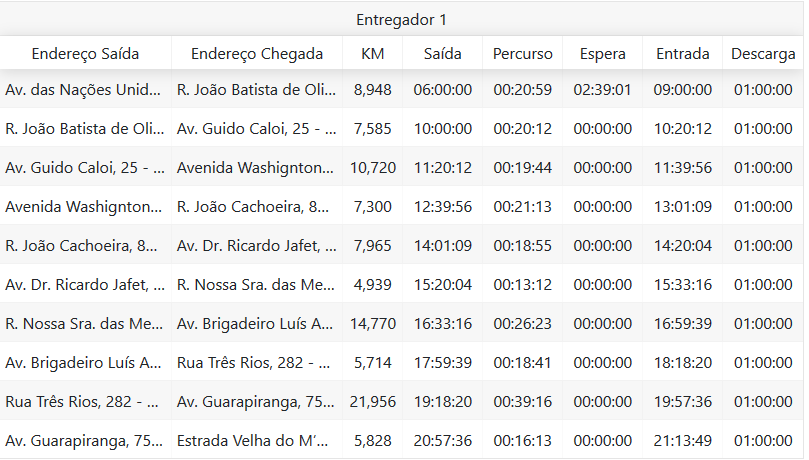 Entregador 1
Endereço Saída Endereço Chegada KM Saída Percurso Espera Entrada Descarga
Av. das Nações Unid... R. João Batista de Oli... 8,948 06:00:00 00:20:59 02:39:01 09:00:00 01:00:00
R. João Batista de Oli... Av. Guido Caloi, 25 - ... 7,585 10:00:00 00:20:12 00:00:00 10:20:12 01:00:00
Av. Guido Caloi, 25 - ... Avenida Washignton... 10,720 11:20:12 00:19:44 00:00:00 11:39:56 01:00:00
Avenida Washignton... R. João Cachoeira, 8... 7,300 12:39:56 00:21:13 00:00:00 13:01:09 01:00:00
R. João Cachoeira, 8... Av. Dr. Ricardo Jafet, ... 7,965 14:01:09 00:18:55 00:00:00 14:20:04 01:00:00
Av. Dr. Ricardo Jafet, ... R. Nossa Sra. das Me... 4,939 15:20:04 00:13:12 00:00:00 15:33:16 01:00:00
R. Nossa Sra. das Me... Av. Brigadeiro Luís A... 14,770 16:33:16 00:26:23 00:00:00 16:59:39 01:00:00
Av. Brigadeiro Luís A... Rua Três Rios, 282 - ... 5,714 17:59:39 00:18:41 00:00:00 18:18:20 01:00:00
Rua Três Rios, 282 - ... Av. Guarapiranga, 75... 21,956 19:18:20 00:39:16 00:00:00 19:57:36 01:00:00
Av. Guarapiranga, 75... Estrada Velha do M´... 5,828 20:57:36 00:16:13 00:00:00 21:13:49 01:00:00